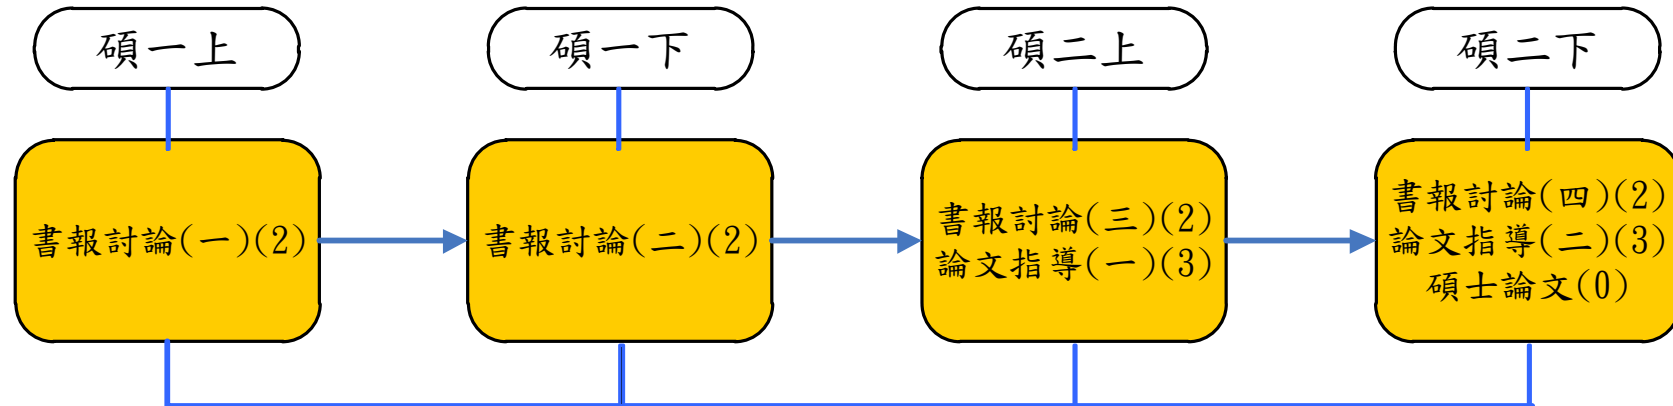 碩一上
碩一下
碩二上
碩二下
書報討論(一)(2)
書報討論(二)(2)
書報討論(三)(2)
論文指導(一)(3)
書報討論(四)(2)
論文指導(二)(3)
碩士論文(0)